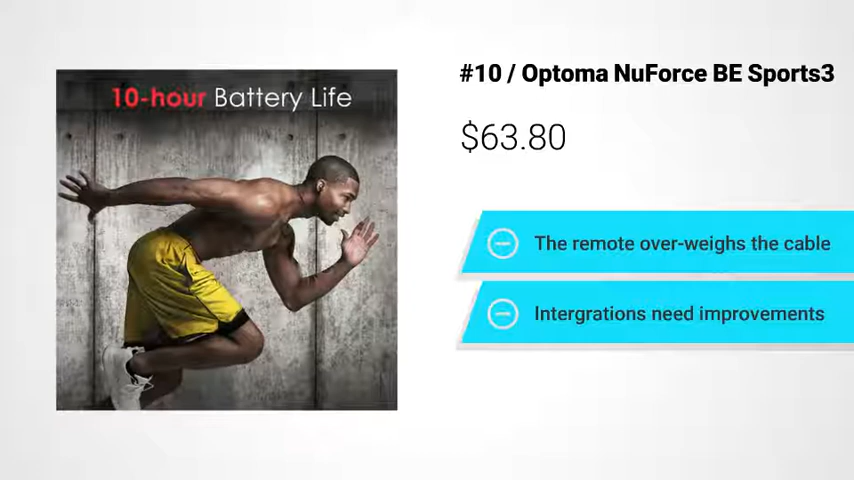 10-hour Battery Life
#10 / Optoma NuForce BE Sports3
$63.80
The remote over-weighs the cable
Intergrations need improvements